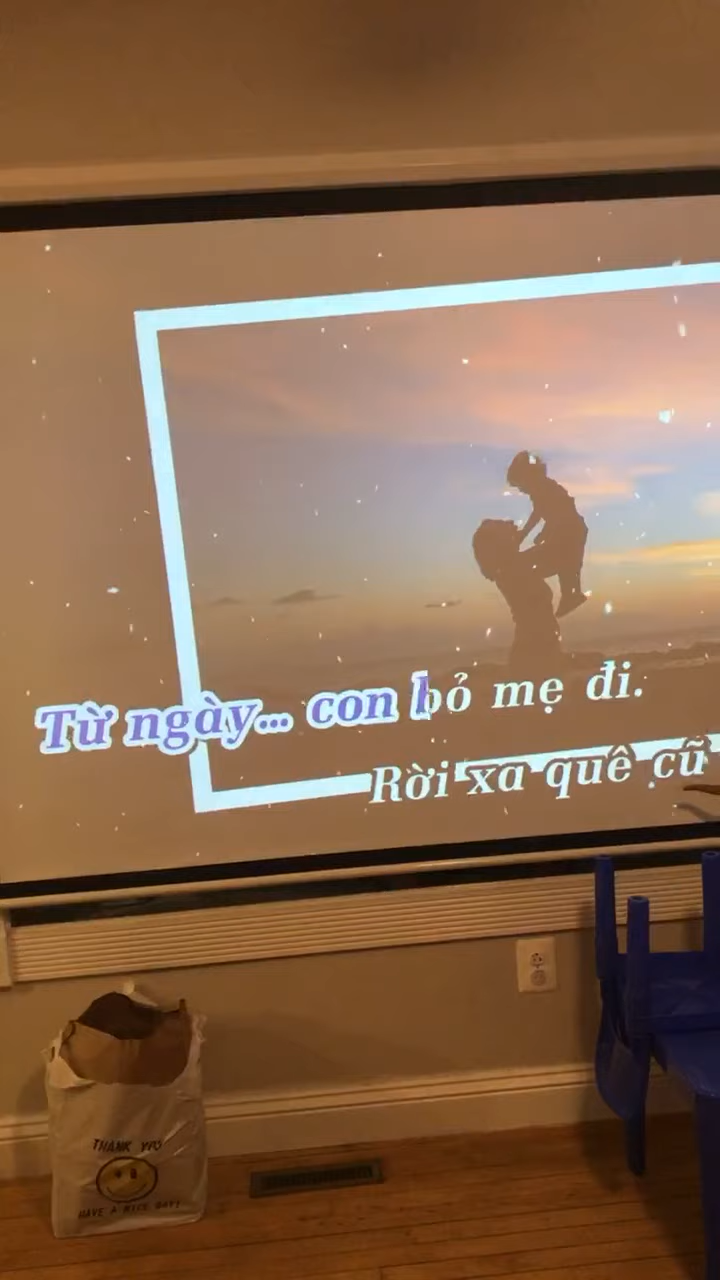 Từ ngày... con bỏ mẹ đi.
Rời xa quê cũ
THANK YOU
HAVE A NICE DAY!